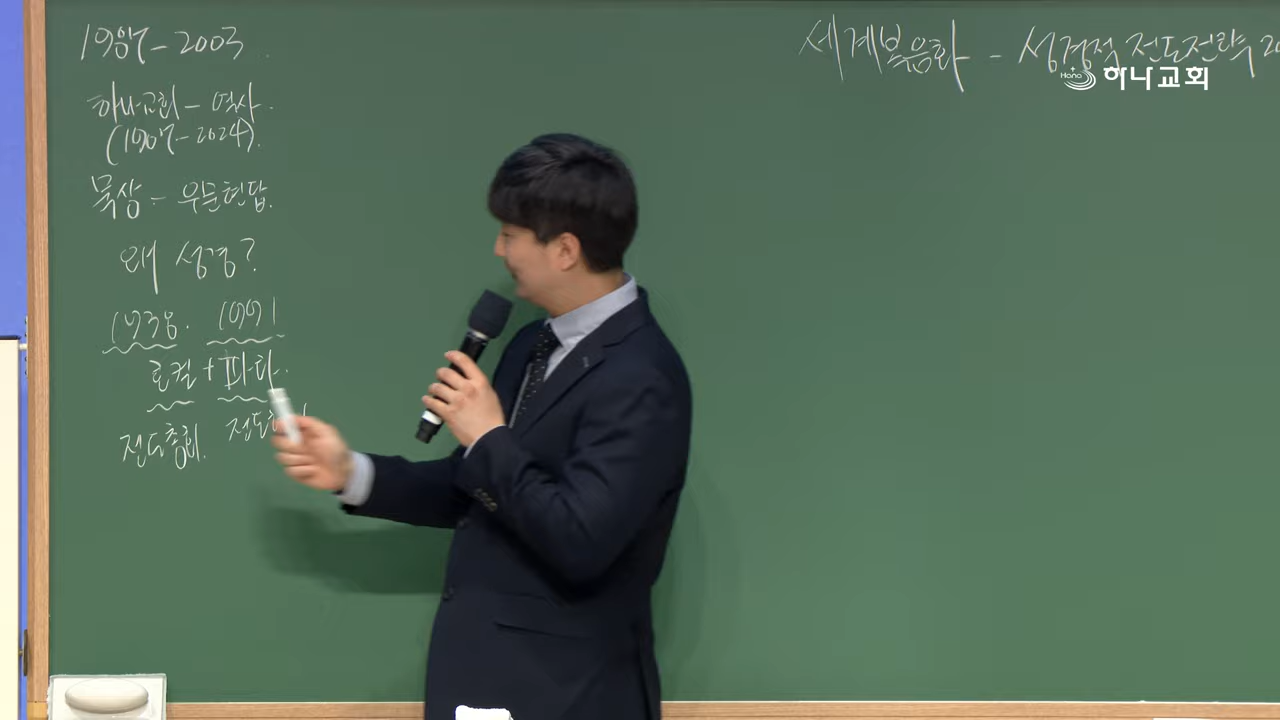 1987 - 2003.
하나교회 - 역사.
(1987 - 2024).
묵상 - 우문현답.
왜 성경?
1991
로컬 + 파타.
전도총회.
세계복음화 - 성경적 전도전략
Hana 하나교회